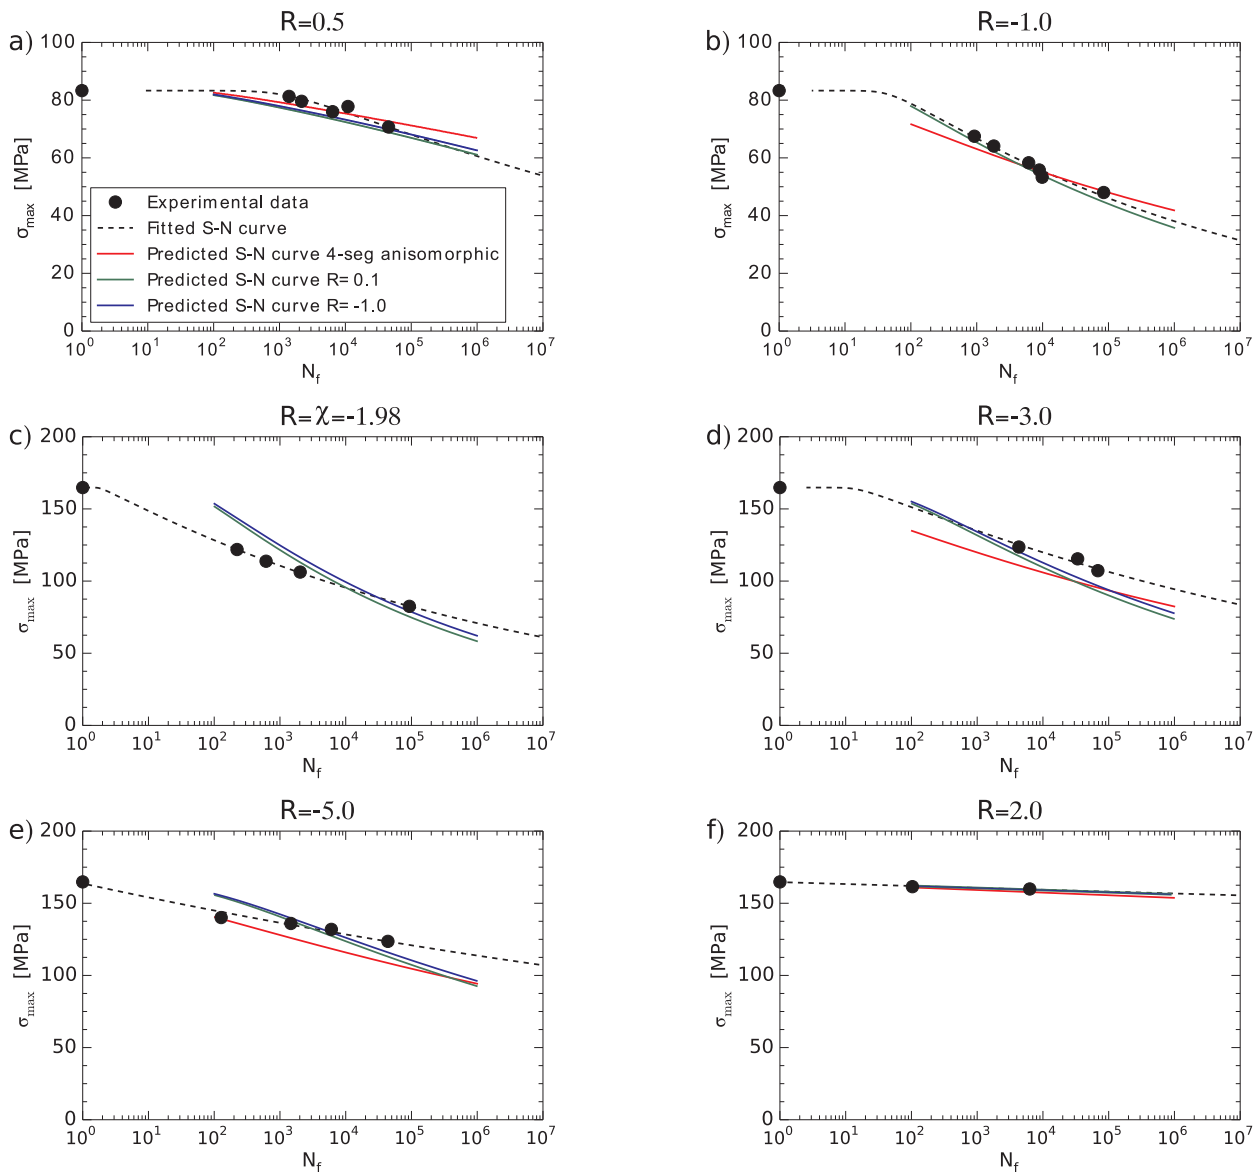 R=0.5
a)
100
80
60
40
20
0
σmax [MPa]
Experimental data
Fitted S-N curve
Predicted S-N curve 4-seg anisomorphic
Predicted S-N curve R=0.1
Predicted S-N curve R=-1.0
10^0 10^1 10^2 10^3 10^4 10^5 10^6 10^7
Nf
R=-1.0
b)
100
80
60
40
20
0
σmax [MPa]
10^0 10^1 10^2 10^3 10^4 10^5 10^6 10^7
Nf
R=χ=-1.98
c)
200
150
100
50
0
σmax [MPa]
10^0 10^1 10^2 10^3 10^4 10^5 10^6 10^7
Nf
R=-3.0
d)
200
150
100
50
0
σmax [MPa]
10^0 10^1 10^2 10^3 10^4 10^5 10^6 10^7
Nf
R=-5.0
e)
200
150
100
50
0
σmax [MPa]
10^0 10^1 10^2 10^3 10^4 10^5 10^6 10^7
Nf
R=2.0
f)
200
150
100
50
0
σmax [MPa]
10^0 10^1 10^2 10^3 10^4 10^5 10^6 10^7
Nf